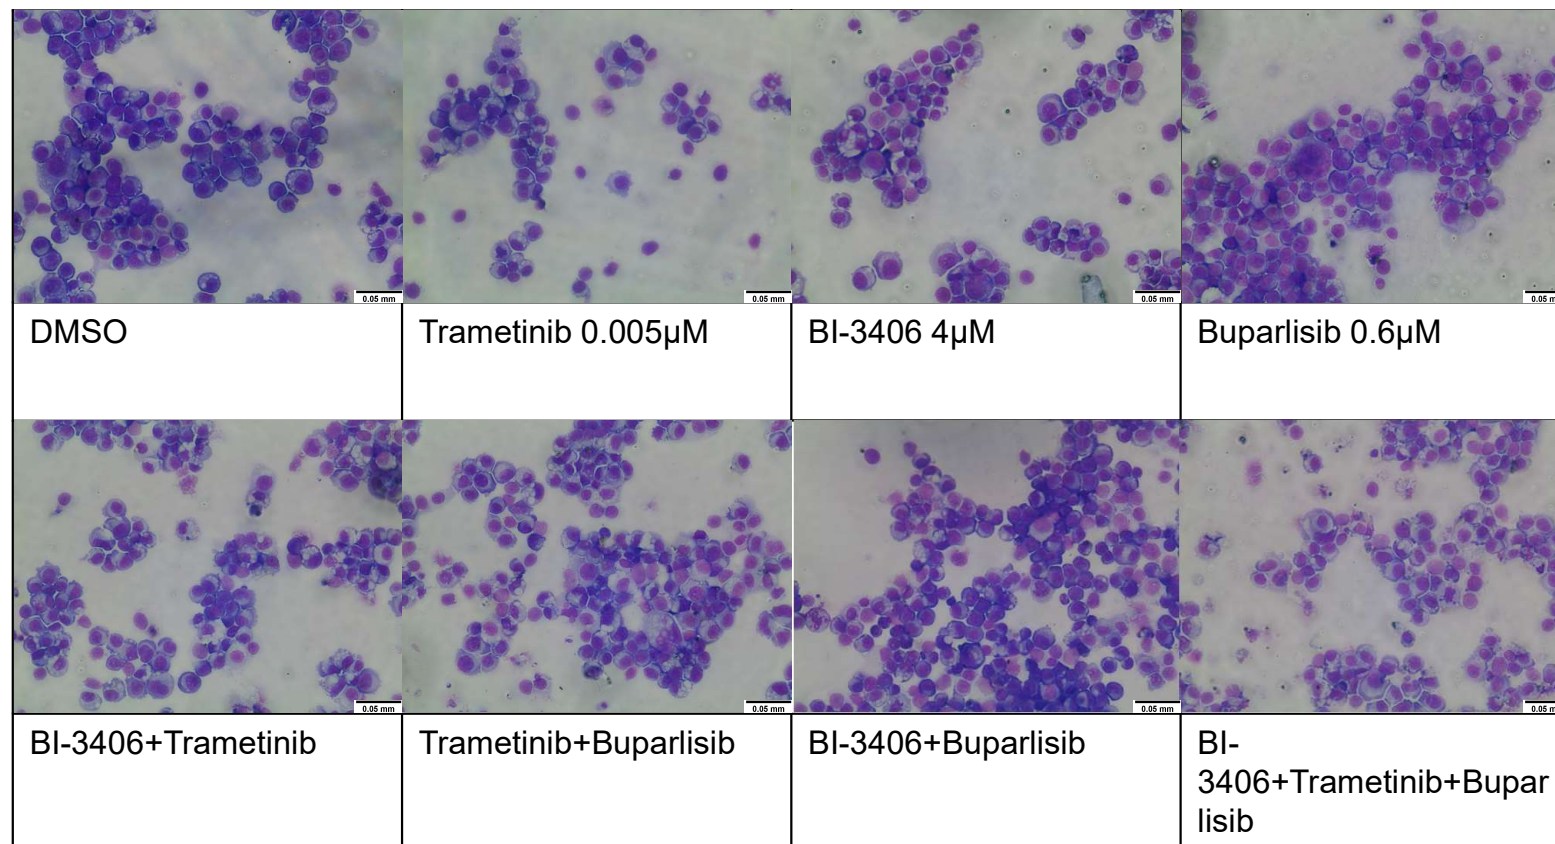 0.05 mm
0.05 mm
0.05 mm
0.05 m
DMSO
Trametinib 0.005µM
BI-3406 4µM
Buparlisib 0.6µM
0.05 mm
0.05 mm
0.05 mm
0.05 m
BI-3406+Trametinib
Trametinib+Buparlisib
BI-3406+Buparlisib
BI-
3406+Trametinib+Bupar
lisib